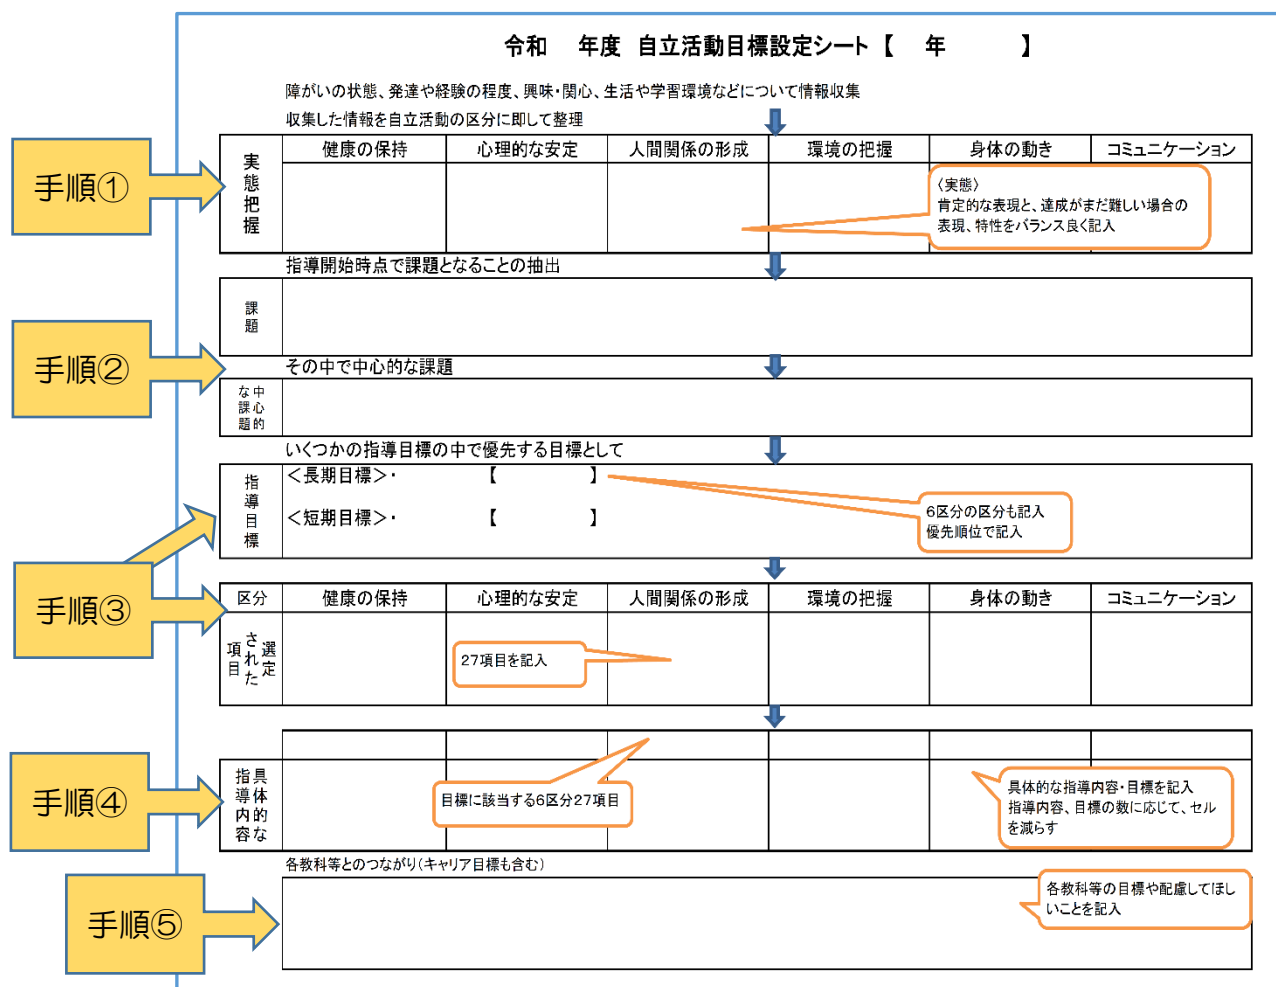 令和　年度　自立活動目標設定シート【　年　　　】
障がいの状態、発達や経験の程度、興味・関心、生活や学習環境などについて情報収集
収集した情報を自立活動の区分に即して整理
手順①
実態把握
健康の保持　心理的な安定　人間関係の形成　環境の把握　身体の動き　コミュニケーション
〈実態〉
肯定的な表現と、達成がまだ難しい場合の
表現、特性をバランス良く記入
指導開始時点で課題となることの抽出
課題
手順②
その中で中心的な課題
中心的
な課題
いくつかの指導目標の中で優先する目標として
指導目標
＜長期目標＞・　　　【　　　　】
＜短期目標＞・　　　【　　　　】
6区分の区分も記入
優先順位で記入
手順③
区分　健康の保持　心理的な安定　人間関係の形成　環境の把握　身体の動き　コミュニケーション
選定
された
項目
27項目を記入
手順④
具体的な
指導内容
目標に該当する6区分27項目
具体的な指導内容・目標を記入
指導内容、目標の数に応じて、セル
を減らす
各教科等とのつながり(キャリア目標も含む)
手順⑤
各教科等の目標や配慮してほし
いことを記入